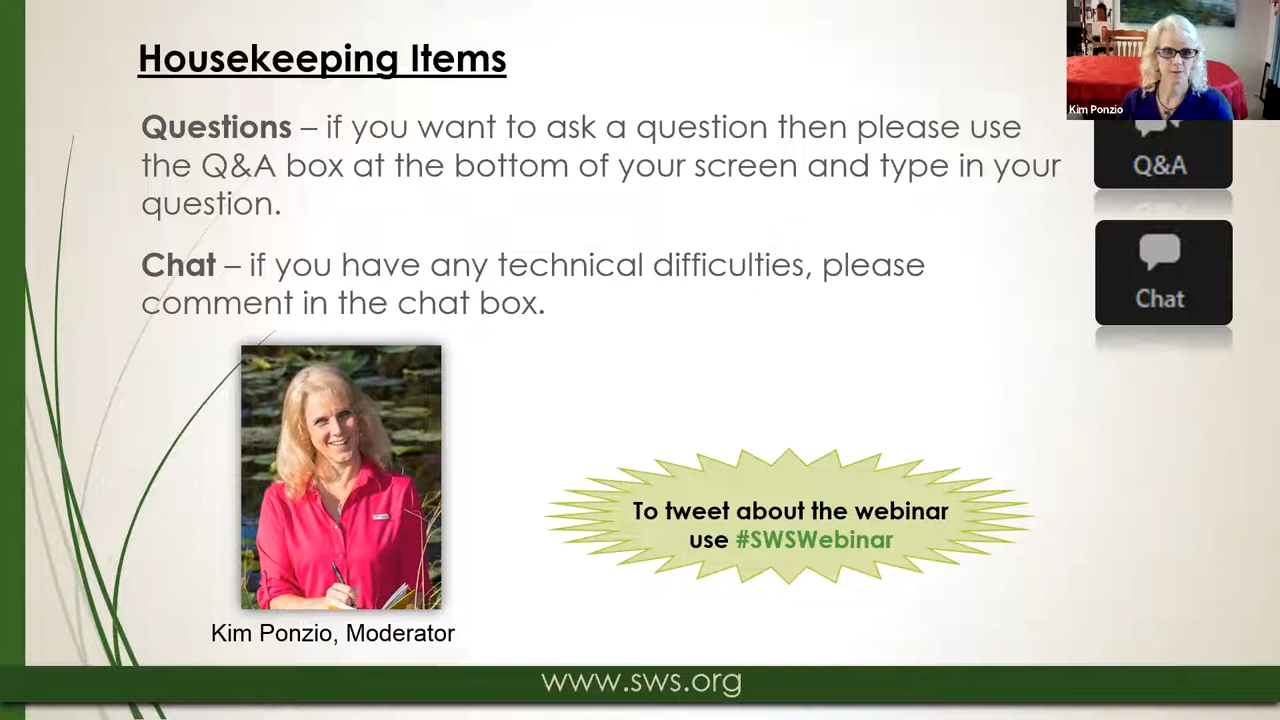 Housekeeping Items
Kim Ponzio
Questions – if you want to ask a question then please use
the Q&A box at the bottom of your screen and type in your
question.
Q&A
Chat – if you have any technical difficulties, please
comment in the chat box.
Chat
To tweet about the webinar
use #SWSWebinar
Kim Ponzio, Moderator
www.sws.org